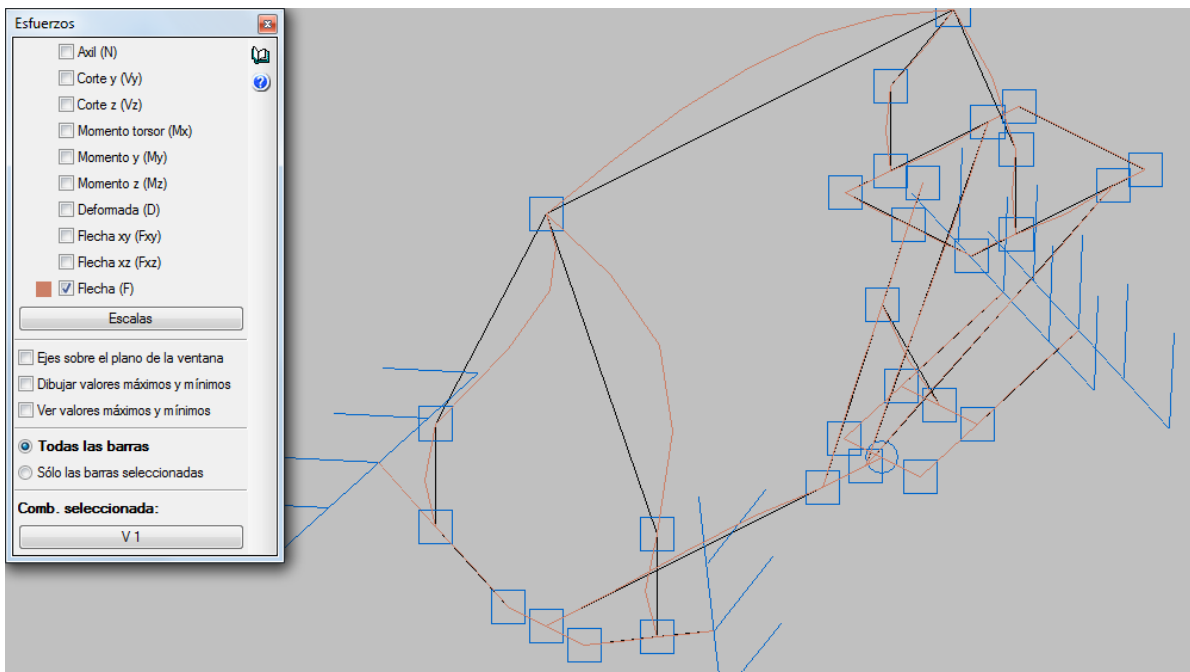 Esfuerzos
Axil (N)
Corte y (Vy)
Corte z (Vz)
Momento torsor (Mx)
Momento y (My)
Momento z (Mz)
Deformada (D)
Flecha xy (Fxy)
Flecha xz (Fxz)
Flecha (F)
Escalas
Ejes sobre el plano de la ventana
Dibujar valores máximos y mínimos
Ver valores máximos y mínimos
Todas las barras
Sólo las barras seleccionadas
Comb. seleccionada:
V 1